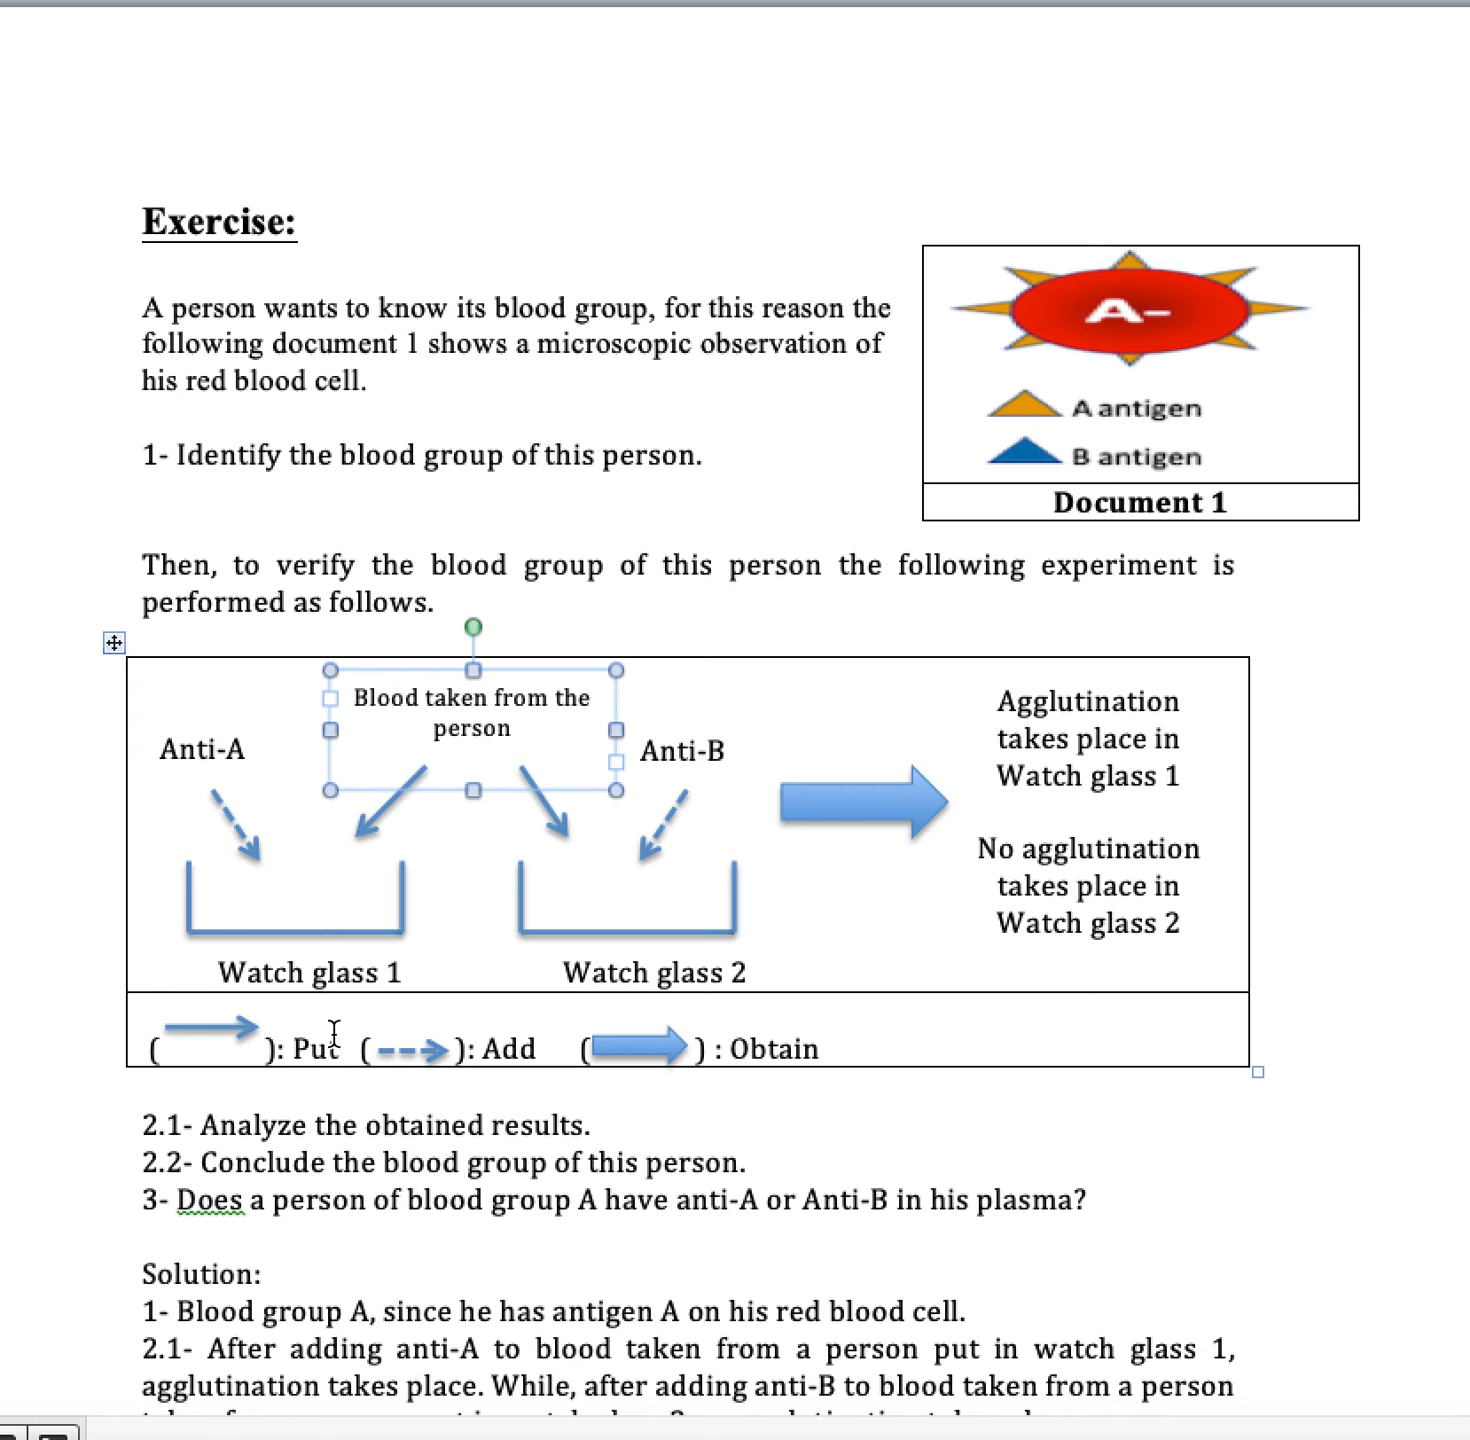 Exercise:
A-
A person wants to know its blood group, for this reason the
following document 1 shows a microscopic observation of
his red blood cell.
A antigen
B antigen
1- Identify the blood group of this person.
Document 1
Then, to verify the blood group of this person the following experiment is
performed as follows.
Blood taken from the
person
Anti-A
Anti-B
Agglutination
takes place in
Watch glass 1
No agglutination
takes place in
Watch glass 2
Watch glass 1
Watch glass 2
( ): Put ( ): Add ( ) : Obtain
2.1- Analyze the obtained results.
2.2- Conclude the blood group of this person.
3- Does a person of blood group A have anti-A or Anti-B in his plasma?
Solution:
1- Blood group A, since he has antigen A on his red blood cell.
2.1- After adding anti-A to blood taken from a person put in watch glass 1,
agglutination takes place. While, after adding anti-B to blood taken from a person